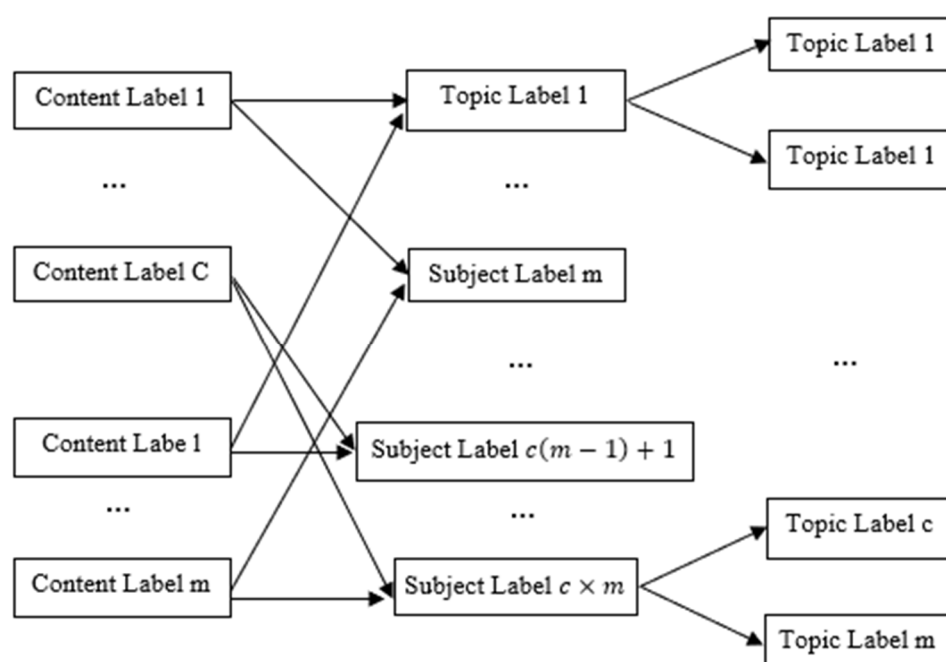 Content Label 1
...
Content Label C
Content Labe l
...
Content Label m
Topic Label 1
...
Subject Label m
...
Subject Label c(m − 1) + 1
...
Subject Label c × m
Topic Label 1
Topic Label 1
...
Topic Label c
Topic Label m